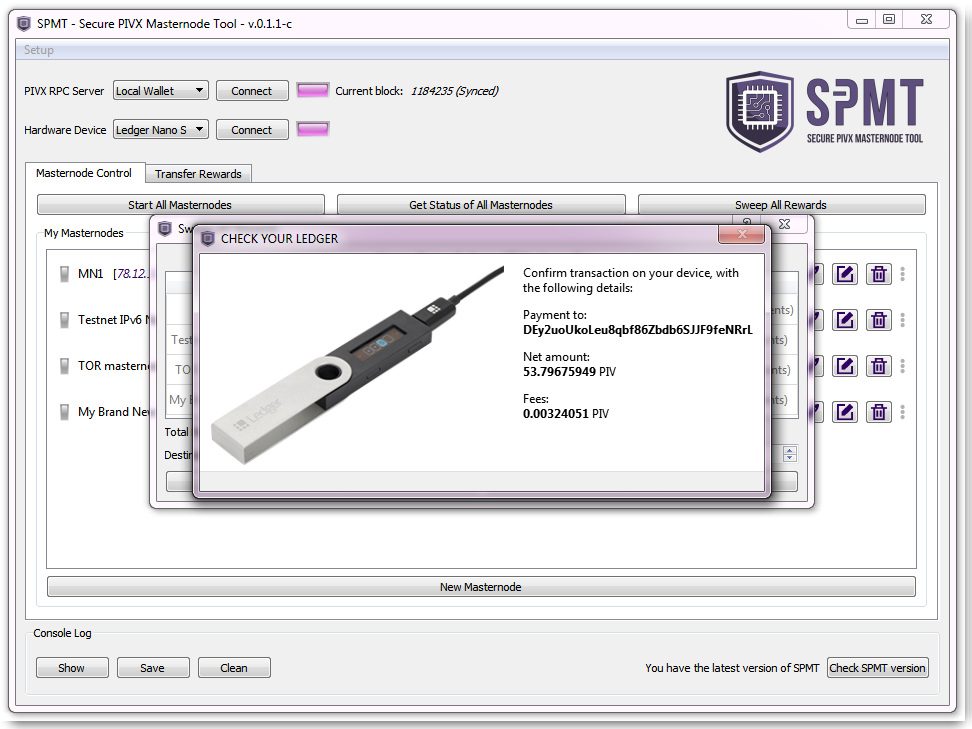 SPMT - Secure PIVX Masternode Tool - v.0.1.1-c
Setup
PIVX RPC Server Local Wallet Connect Current block: 1184235 (Synced)
Hardware Device Ledger Nano S Connect
SPMT
SECURE PIVX MASTERNODE TOOL
Masternode Control Transfer Rewards
Start All Masternodes Get Status of All Masternodes Sweep All Rewards
My Masternodes
Sw
?
CHECK YOUR LEDGER
MN1 [78.12.
Testnet IPv6 N
TOR mastern
My Brand Nev
Test
TO
My B
ents)
nts)
ents)
nts)
Total
Destin
Ledger
Confirm transaction on your device, with
the following details:
Payment to:
DEy2uoUkoLeu8qbf86Zbdb6SJJF9feNRrL
Net amount:
53.79675949 PIV
Fees:
0.00324051 PIV
New Masternode
Console Log
Show Save Clean You have the latest version of SPMT Check SPMT version